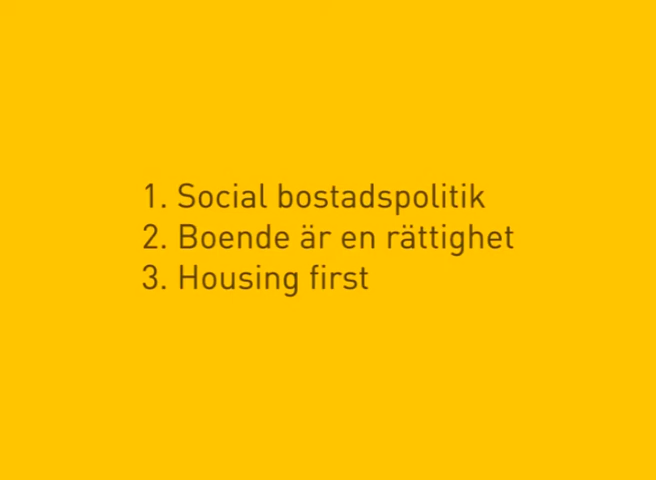 1. Social bostadspolitik
2. Boende är en rättighet
3. Housing first